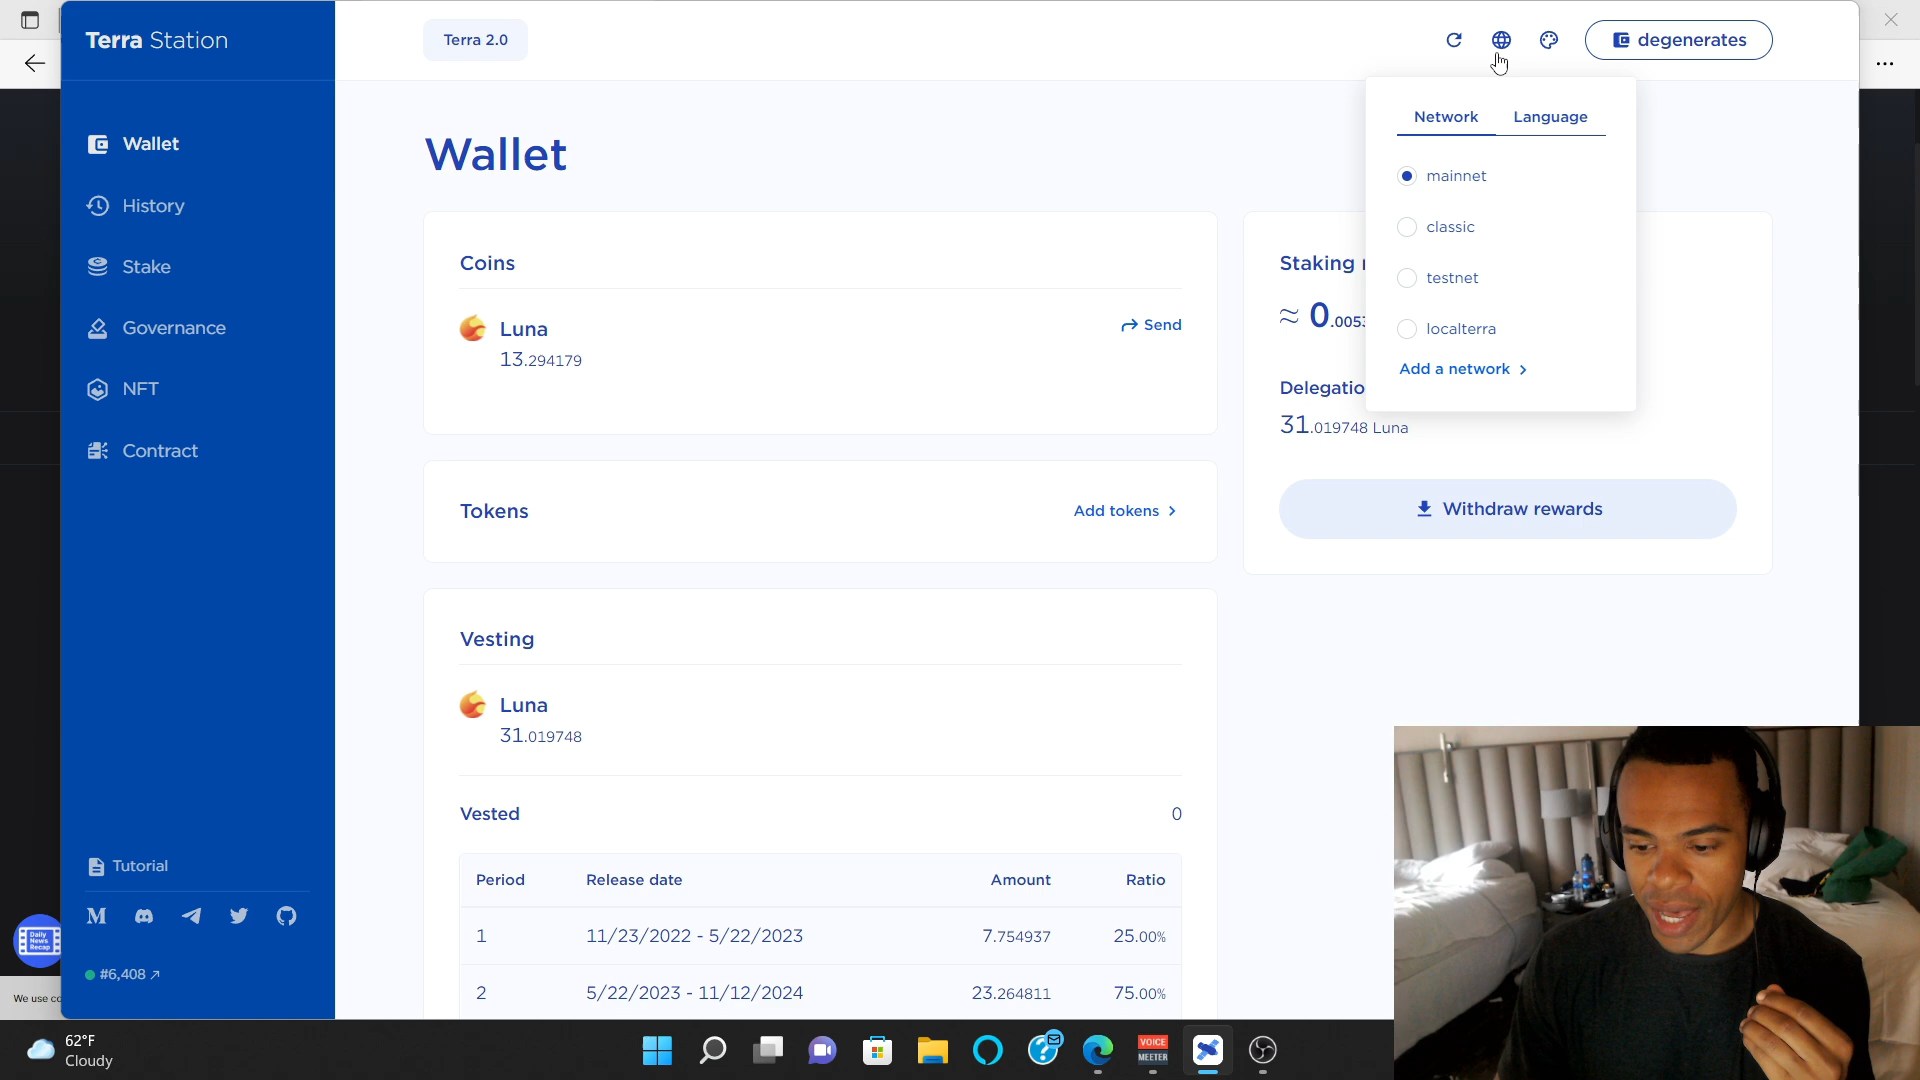 Terra Station
Terra 2.0
degenerates
Wallet
History
Stake
Governance
NFT
Contract
Tutorial
#6,408
Wallet
Network Language
mainnet
classic
testnet
localterra
Add a network
Coins
Luna
13.294179
Send
Tokens
Add tokens
Vesting
Luna
31.019748
Vested 0
Period Release date Amount Ratio
1 11/23/2022 - 5/22/2023 7.754937 25.00%
2 5/22/2023 - 11/12/2024 23.264811 75.00%
Staking
≈ 0.005
Delegatio
31.019748 Luna
Withdraw rewards
Daily
News
Recap
We use co
62°F
Cloudy
VOICE
MEETER